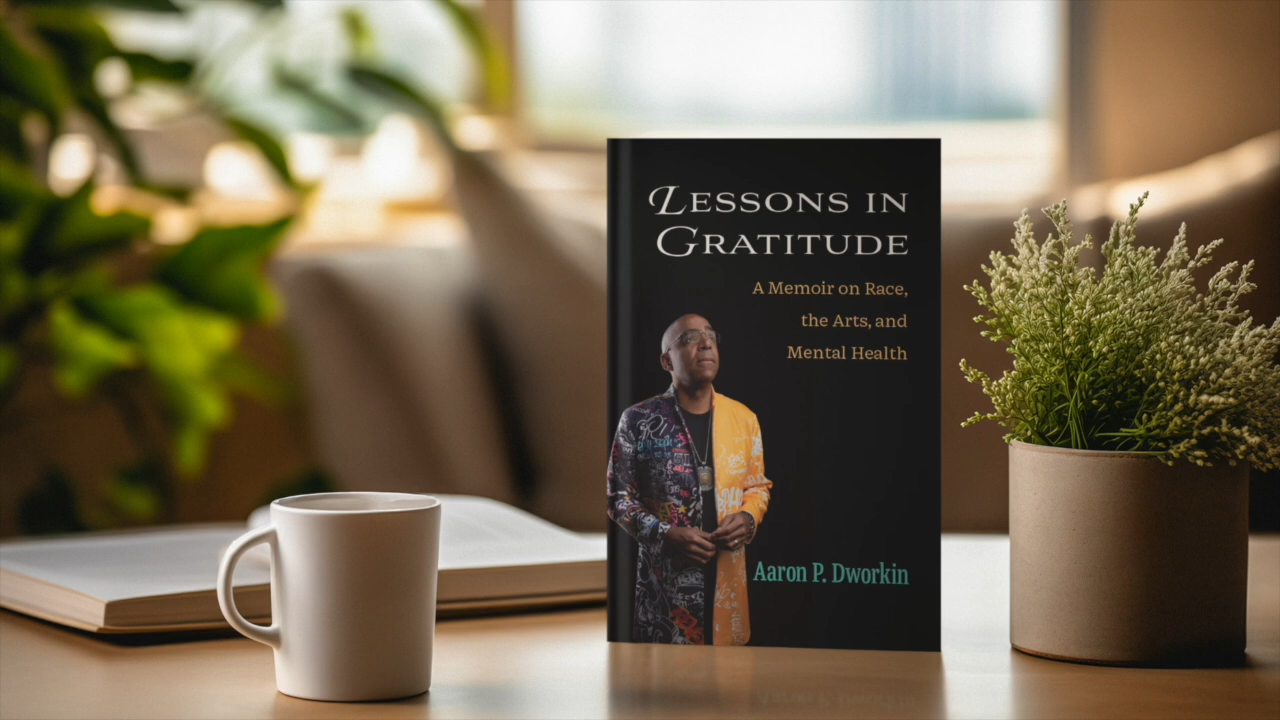 Lessons in
Gratitude
A Memoir on Race,
the Arts, and
Mental Health
Aaron P. Dworkin